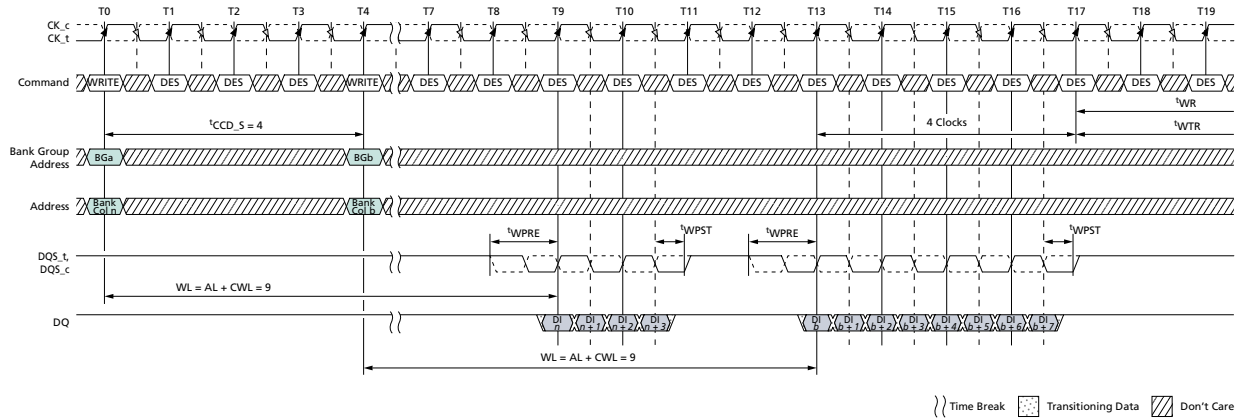 T0 T1 T2 T3 T4 T7 T8 T9 T10 T11 T12 T13 T14 T15 T16 T17 T18 T19
CK_c
CK_t
Command WRITE DES DES DES WRITE DES DES DES DES DES DES DES DES DES DES DES DES DES
tWR
tCCD_S = 4
4 Clocks
tWTR
Bank Group
Address
BGa BGb
Address
Bank
Col n
Bank
Col b
tWPRE tWPST tWPRE tWPST
DQS_t,
DQS_c
WL = AL + CWL = 9
DQ
DI
n
DI
n + 1
DI
n + 2
DI
n + 3
DI
b
DI
b + 1
DI
b + 2
DI
b + 3
DI
b + 4
DI
b + 5
DI
b + 6
DI
b + 7
WL = AL + CWL = 9
Time Break Transitioning Data Don't Care